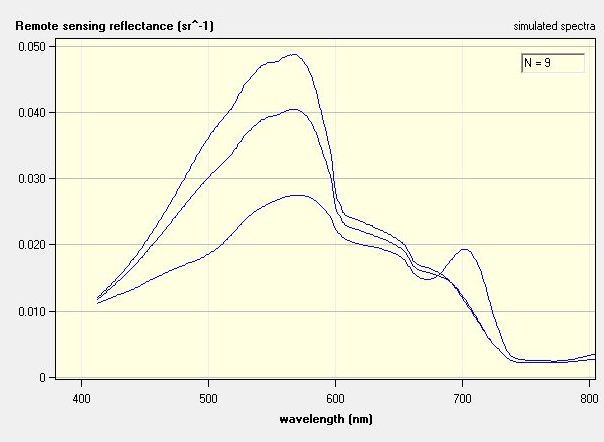 Remote sensing reflectance (sr^-1) simulated spectra
0.050
N = 9
0.040
0.030
0.020
0.010
0
400 500 600 700 800
wavelength (nm)